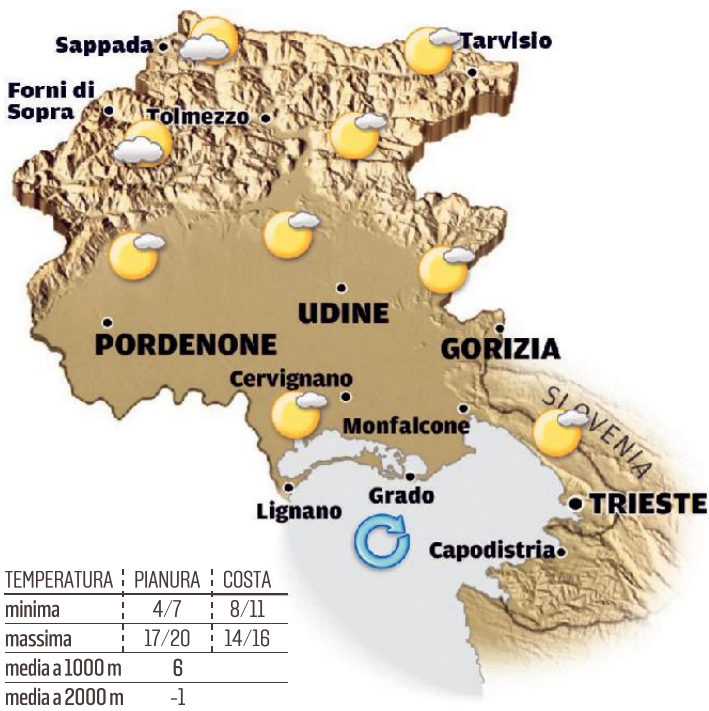 Sappada
Tarvisio
Forni di
Sopra
Tolmezzo
UDINE
PORDENONE
GORIZIA
Cervignano
SLOVENIA
Monfalcone
Lignano
Grado
TRIESTE
Capodistria
TEMPERATURA PIANURA COSTA
minima 4/7 8/11
massima 17/20 14/16
media a 1000 m 6
media a 2000 m -1